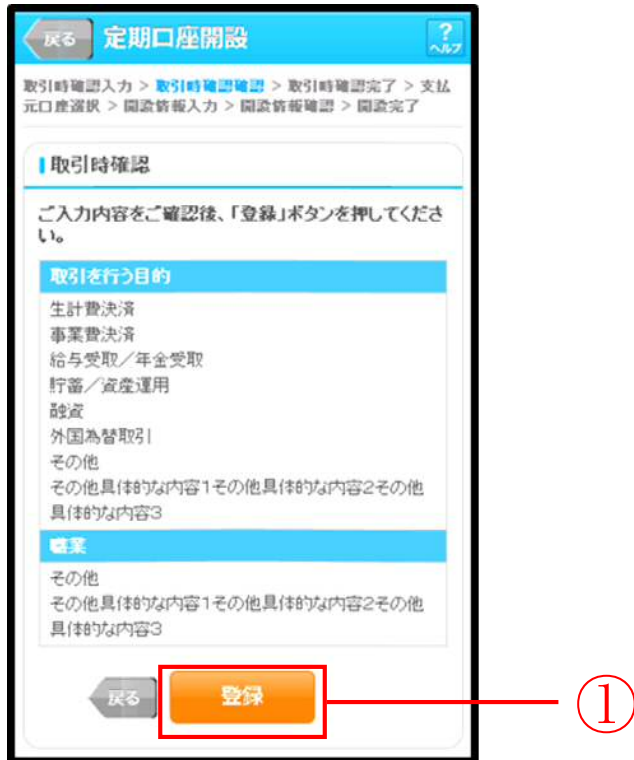 戻る 定期口座開設 ? ヘルプ
取引時確認入力 > 取引時確認確認 > 取引時確認完了 > 支払
元口座選択 > 開設情報入力 > 開設情報確認 > 開設完了
取引時確認
ご入力内容をご確認後、「登録」ボタンを押してくださ
い。
取引を行う目的
生計費決済
事業費決済
給与受取/年金受取
貯蓄/資産運用
融資
外国為替取引
その他
その他具体的な内容1その他具体的な内容2その他
具体的な内容3
職業
その他
その他具体的な内容1その他具体的な内容2その他
具体的な内容3
戻る 登録 ①